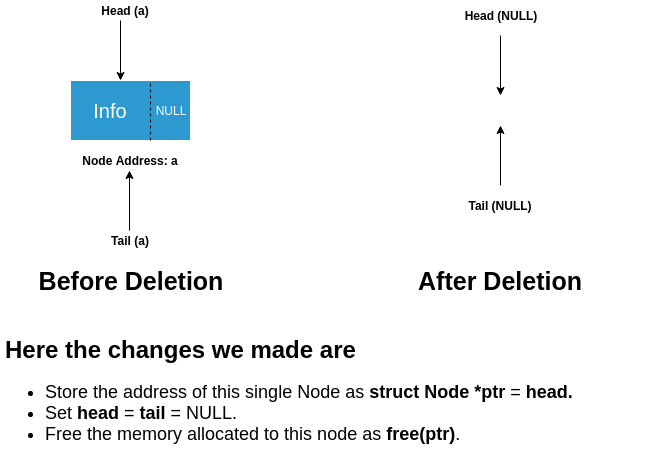 Head (a)
Head (NULL)
Info
NULL
Node Address: a
Tail (a)
Tail (NULL)
Before Deletion
After Deletion
Here the changes we made are
Store the address of this single Node as struct Node *ptr = head.
Set head = tail = NULL.
Free the memory allocated to this node as free(ptr).